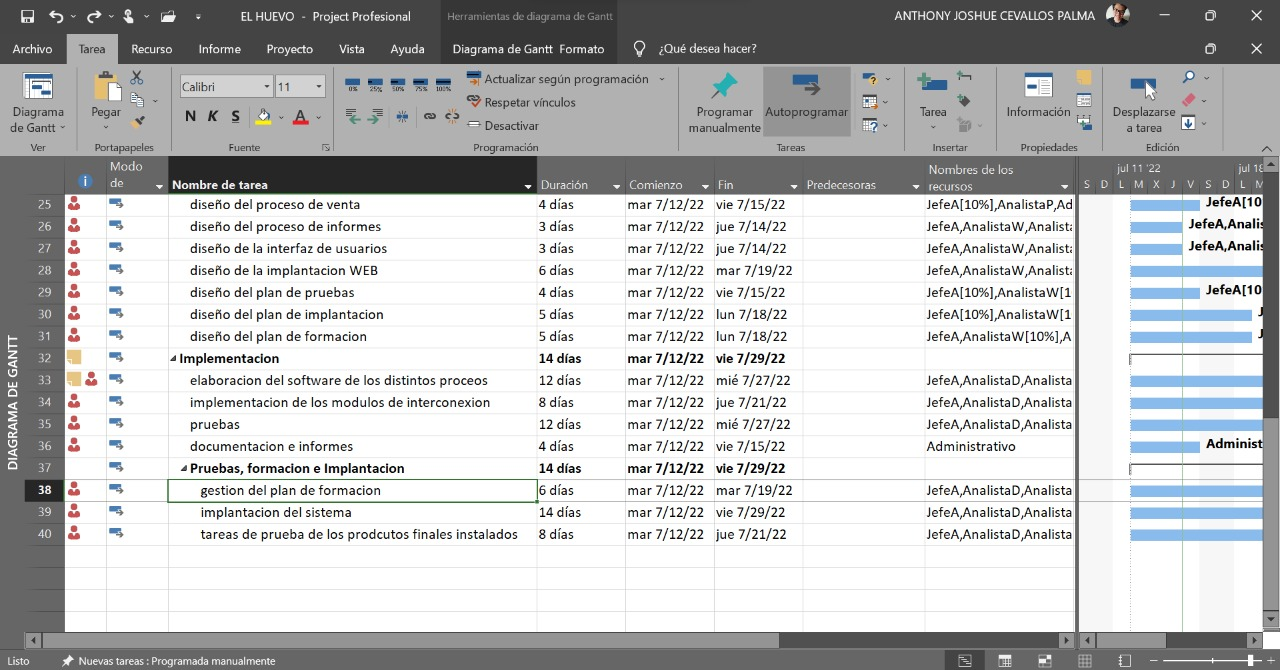 EL HUEVO - Project Profesional
Herramientas de diagrama de Gantt
ANTHONY JOSHUE CEVALLOS PALMA
Archivo Tarea Recurso Informe Proyecto Vista Ayuda Diagrama de Gantt Formato ¿Qué desea hacer?
Diagrama de Gantt
Ver
Pegar
Portapapeles
Calibri 11
N K S A
Fuente
0% 25% 50% 75% 100%
Actualizar según programación
Respetar vínculos
Desactivar
Programación
Programar manualmente
Autoprogramar
Tareas
Tarea
Insertar
Información
Propiedades
Desplazarse a tarea
Edición
DIAGRAMA DE GANTT
Modo de Nombre de tarea Duración Comienzo Fin Predecesoras Nombres de los recursos
jul 11 '22 jul 18
S D L M X J V S D L M
25 diseño del proceso de venta 4 días mar 7/12/22 vie 7/15/22 JefeA[10%],AnalistaP,Ad JefeA[10
26 diseño del proceso de informes 3 días mar 7/12/22 jue 7/14/22 JefeA,AnalistaW,Analista JefeA,Analis
27 diseño de la interfaz de usuarios 3 días mar 7/12/22 jue 7/14/22 JefeA,AnalistaW,Analista JefeA,Analis
28 diseño de la implantacion WEB 6 días mar 7/12/22 mar 7/19/22 JefeA,AnalistaW,Analista
29 diseño del plan de pruebas 4 días mar 7/12/22 vie 7/15/22 JefeA[10%],AnalistaW[1 JefeA[10
30 diseño del plan de implantacion 5 días mar 7/12/22 lun 7/18/22 JefeA[10%],AnalistaW[1 J
31 diseño del plan de formacion 5 días mar 7/12/22 lun 7/18/22 JefeA,AnalistaW[10%],A J
32 Implementacion 14 días mar 7/12/22 vie 7/29/22
33 elaboracion del software de los distintos proceos 12 días mar 7/12/22 mié 7/27/22 JefeA,AnalistaD,Analista
34 implementacion de los modulos de interconexion 8 días mar 7/12/22 jue 7/21/22 JefeA,AnalistaD,Analista
35 pruebas 12 días mar 7/12/22 mié 7/27/22 JefeA,AnalistaD,Analista
36 documentacion e informes 4 días mar 7/12/22 vie 7/15/22 Administrativo Administ
37 Pruebas, formacion e Implantacion 14 días mar 7/12/22 vie 7/29/22
38 gestion del plan de formacion 6 días mar 7/12/22 mar 7/19/22 JefeA,AnalistaD,Analista
39 implantacion del sistema 14 días mar 7/12/22 vie 7/29/22 JefeA,AnalistaD,Analista
40 tareas de prueba de los prodcutos finales instalados 8 días mar 7/12/22 jue 7/21/22 JefeA,AnalistaD,Analista
Listo Nuevas tareas : Programada manualmente